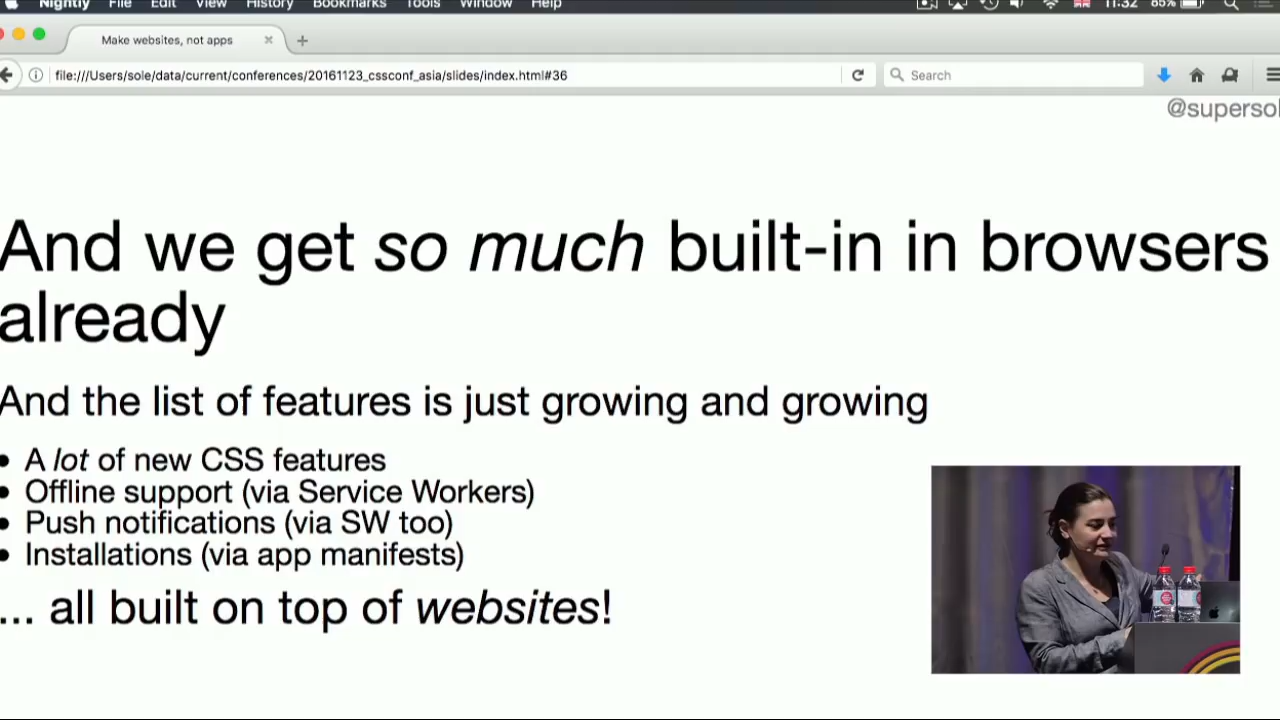 Nightly File Edit View History Bookmarks Tools Window Help 11:32 85%
Make websites, not apps
file:///Users/sole/data/current/conferences/20161123_cssconf_asia/slides/index.html#36
Search
@supersol
And we get so much built-in in browsers
already
And the list of features is just growing and growing
• A lot of new CSS features
• Offline support (via Service Workers)
• Push notifications (via SW too)
• Installations (via app manifests)
... all built on top of websites!